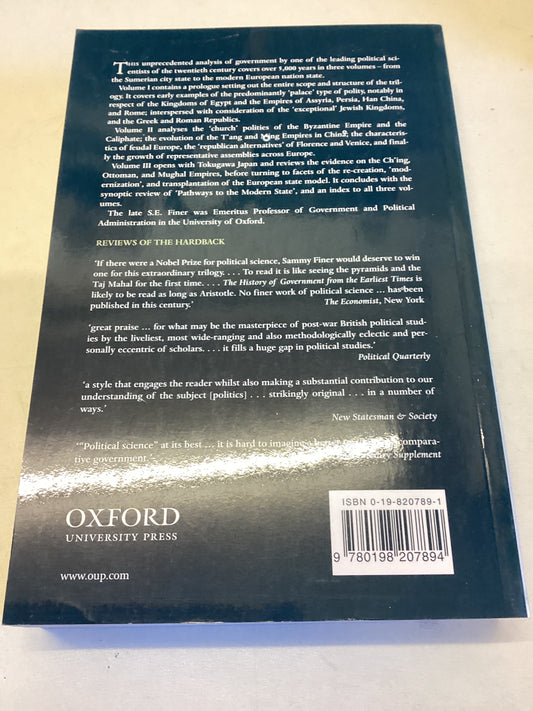 THIS unprecedented analysis of government by one of the leading political sci-
entists of the twentieth century covers over 5,000 years in three volumes – from
the Sumerian city state to the modern European nation state.
Volume I contains a prologue setting out the entire scope and structure of the tril-
ogy. It covers early examples of the predominantly 'palace' type of polity, notably in
respect of the Kingdoms of Egypt and the Empires of Assyria, Persia, Han China,
and Rome; interspersed with consideration of the 'exceptional' Jewish Kingdoms,
and the Greek and Roman Republics.
Volume II analyses the 'church' polities of the Byzantine Empire and the
Caliphate; the evolution of the T'ang and Empires in China; the characteris-
tics of feudal Europe, the 'republican alternatives' of Florence and Venice, and final-
ly the growth of representative assemblies across Europe.
Volume III opens with Tokugawa Japan and reviews the evidence on the Ch'ing,
Ottoman, and Mughal Empires, before turning to facets of the re-creation, 'mod-
ernization', and transplantation of the European state model. It concludes with the
synoptic review of 'Pathways to the Modern State', and an index to all three vol-
umes.
The late S.E. Finer was Emeritus Professor of Government and Political
Administration in the University of Oxford.
REVIEWS OF THE HARDBACK
'If there were a Nobel Prize for political science, Sammy Finer would deserve to win
one for this extraordinary trilogy. . . . To read it is like seeing the pyramids and the
Taj Mahal for the first time. . . . The History of Government from the Earliest Times is
likely to be read as long as Aristotle. No finer work of political science ... has been
published in this century.' The Economist, New York
'great praise ... for what may be the masterpiece of post-war British political stud-
ies by the liveliest, most wide-ranging and also methodologically eclectic and per-
sonally eccentric of scholars. . . . it fills a huge gap in political studies.'
Political Quarterly
'a style that engages the reader whilst also making a substantial contribution to our
understanding of the subject [politics] . . . strikingly original . . . in a number of
ways.'
New Statesman & Society
'"Political science" at its best ... it is hard to imagine compara-
tive government. Supplement
ISBN 0-19-820789-1
OXFORD
UNIVERSITY PRESS
9 780198 207894
www.oup.com